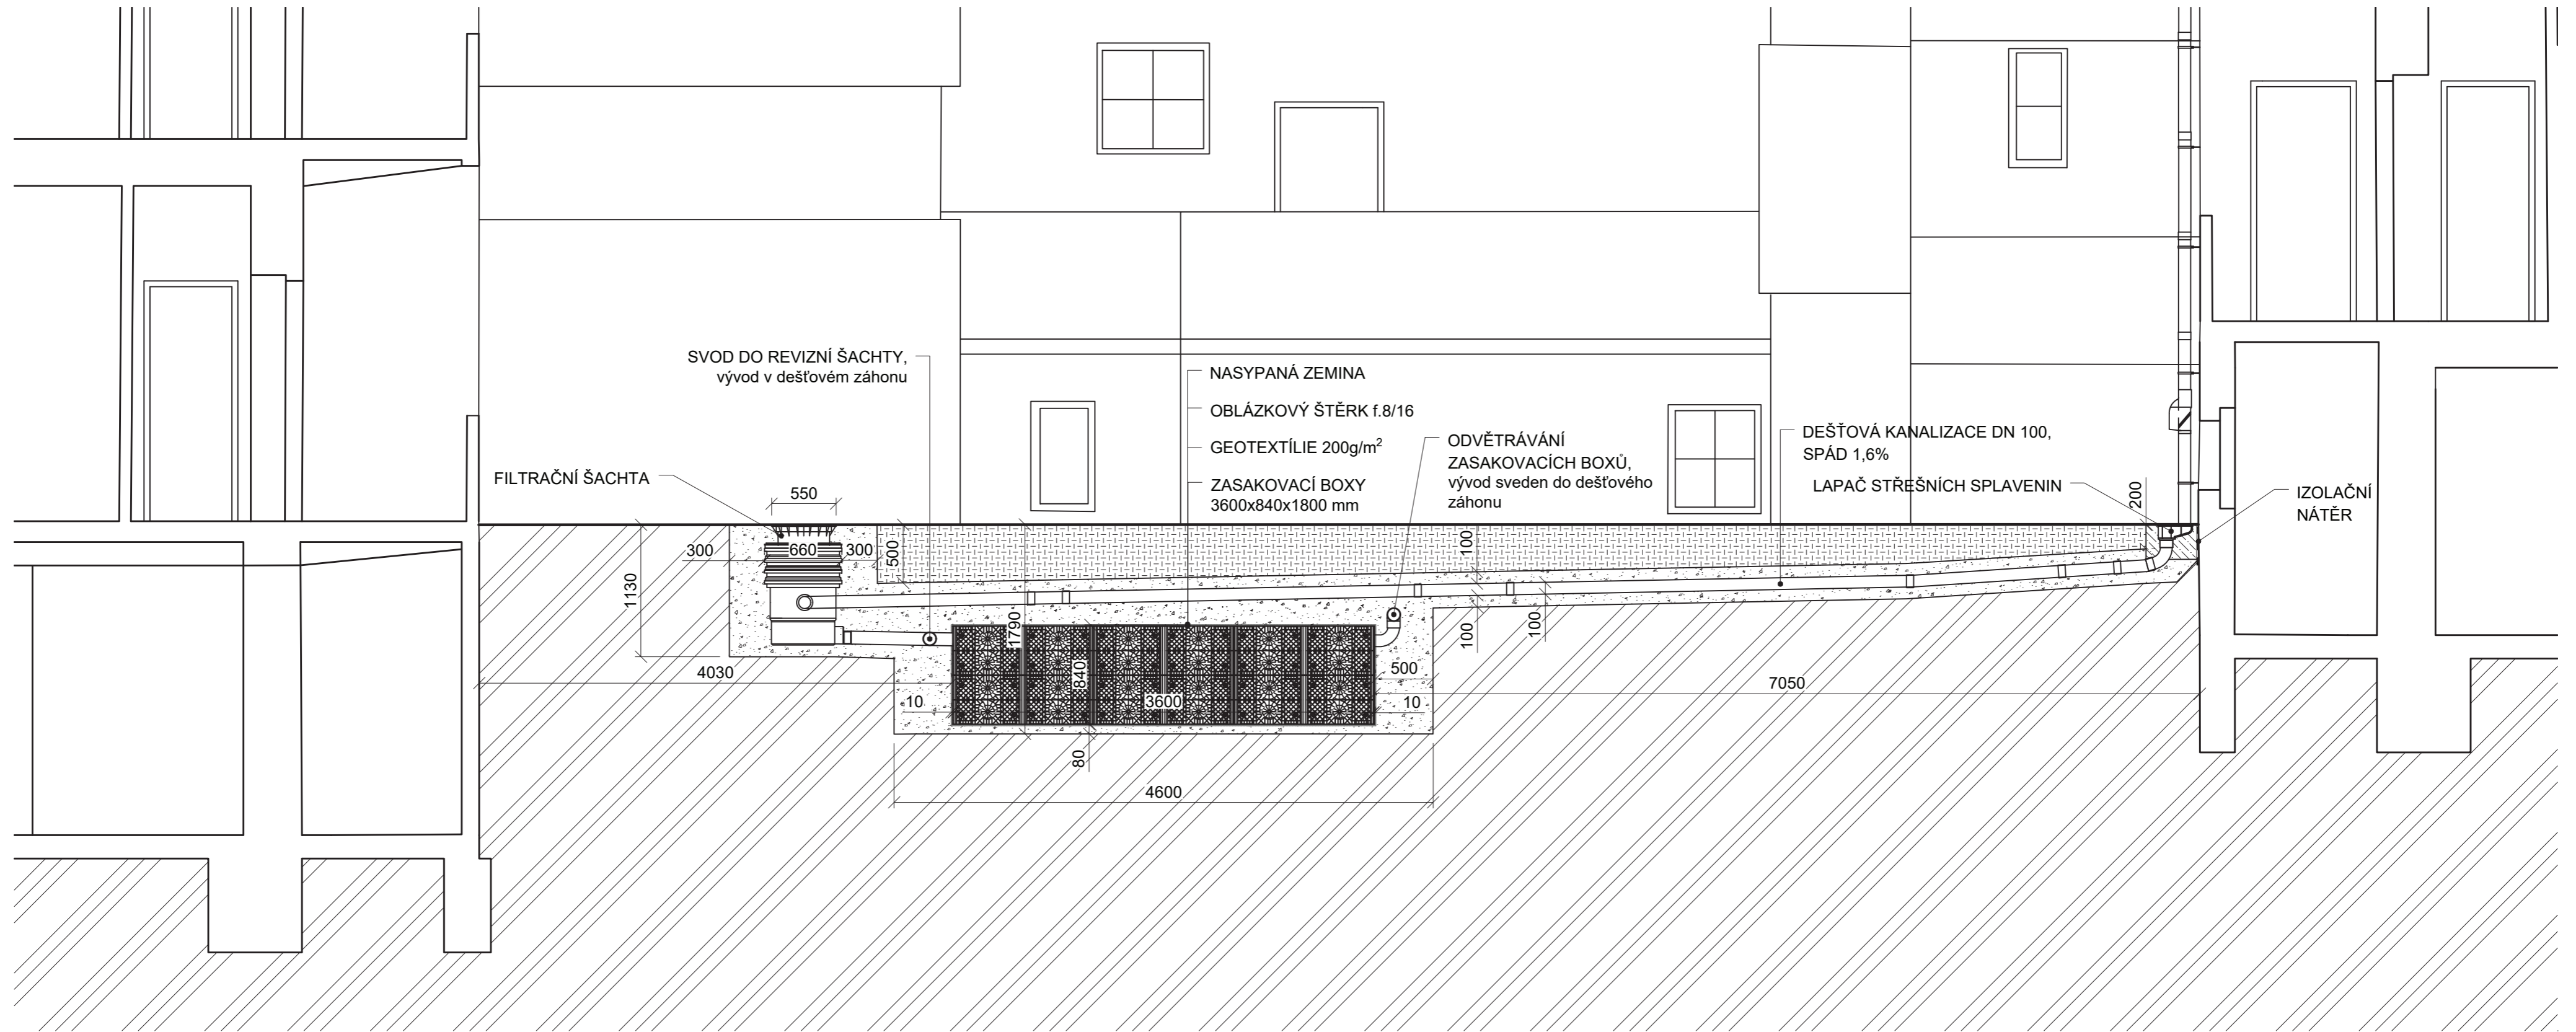 SVOD DO REVIZNÍ ŠACHTY,
vývod v dešťovém záhonu
NASYPANÁ ZEMINA
OBLÁZKOVÝ ŠTĚRK f.8/16
GEOTEXTÍLIE 200g/m²
ZASAKOVACÍ BOXY
3600x840x1800 mm
ODVĚTRÁVÁNÍ
ZASAKOVACÍCH BOXŮ,
vývod sveden do dešťového
záhonu
DEŠŤOVÁ KANALIZACE DN 100,
SPÁD 1,6%
LAPAČ STŘEŠNÍCH SPLAVENIN
IZOLAČNÍ
NÁTĚR
FILTRAČNÍ ŠACHTA
550
200
300
660
300
500
100
1130
1790
100
100
4030
840
500
7050
10
3600
10
80
4600